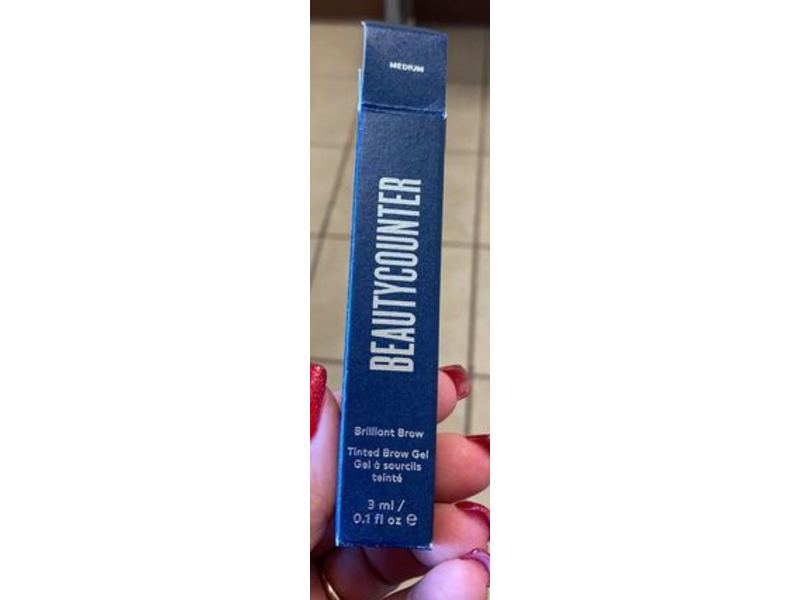 MEDIUM
BEAUTYCOUNTER
Brilliant Brow
Tinted Brow Gel
Gel à sourcils
teinté
3 ml /
0.1 fl oz ℮